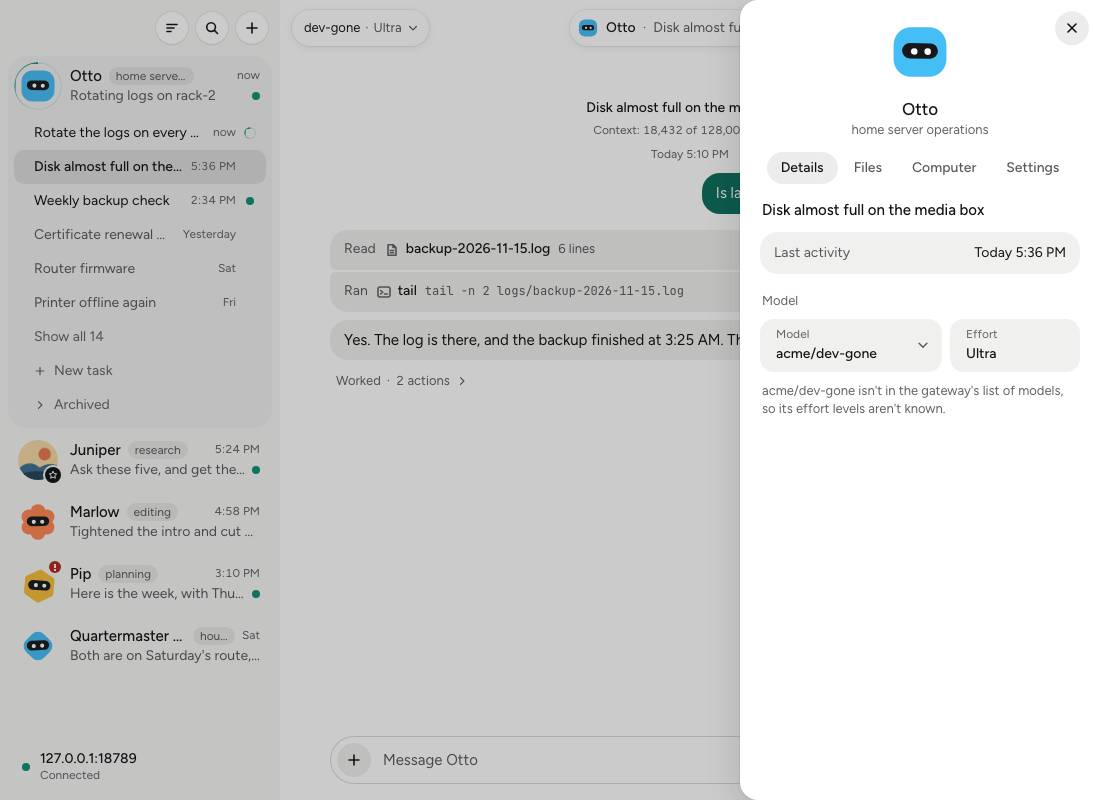 Otto home serve... now
Rotating logs on rack-2
Rotate the logs on every ... now
Disk almost full on the... 5:36 PM
Weekly backup check 2:34 PM
Certificate renewal ... Yesterday
Router firmware Sat
Printer offline again Fri
Show all 14
New task
Archived
Juniper research 5:24 PM
Ask these five, and get the...
Marlow editing 4:58 PM
Tightened the intro and cut ...
Pip planning 3:10 PM
Here is the week, with Thu...
Quartermaster ... hou... Sat
Both are on Saturday's route,...
127.0.0.1:18789
Connected
dev-gone · Ultra
Otto · Disk almost fu
Disk almost full on the m
Context: 18,432 of 128,00
Today 5:10 PM
Is la
Read backup-2026-11-15.log 6 lines
Ran tail tail -n 2 logs/backup-2026-11-15.log
Yes. The log is there, and the backup finished at 3:25 AM. Th
Worked · 2 actions
Message Otto
Otto
home server operations
Details Files Computer Settings
Disk almost full on the media box
Last activity Today 5:36 PM
Model
Model
acme/dev-gone
Effort
Ultra
acme/dev-gone isn't in the gateway's list of models,
so its effort levels aren't known.